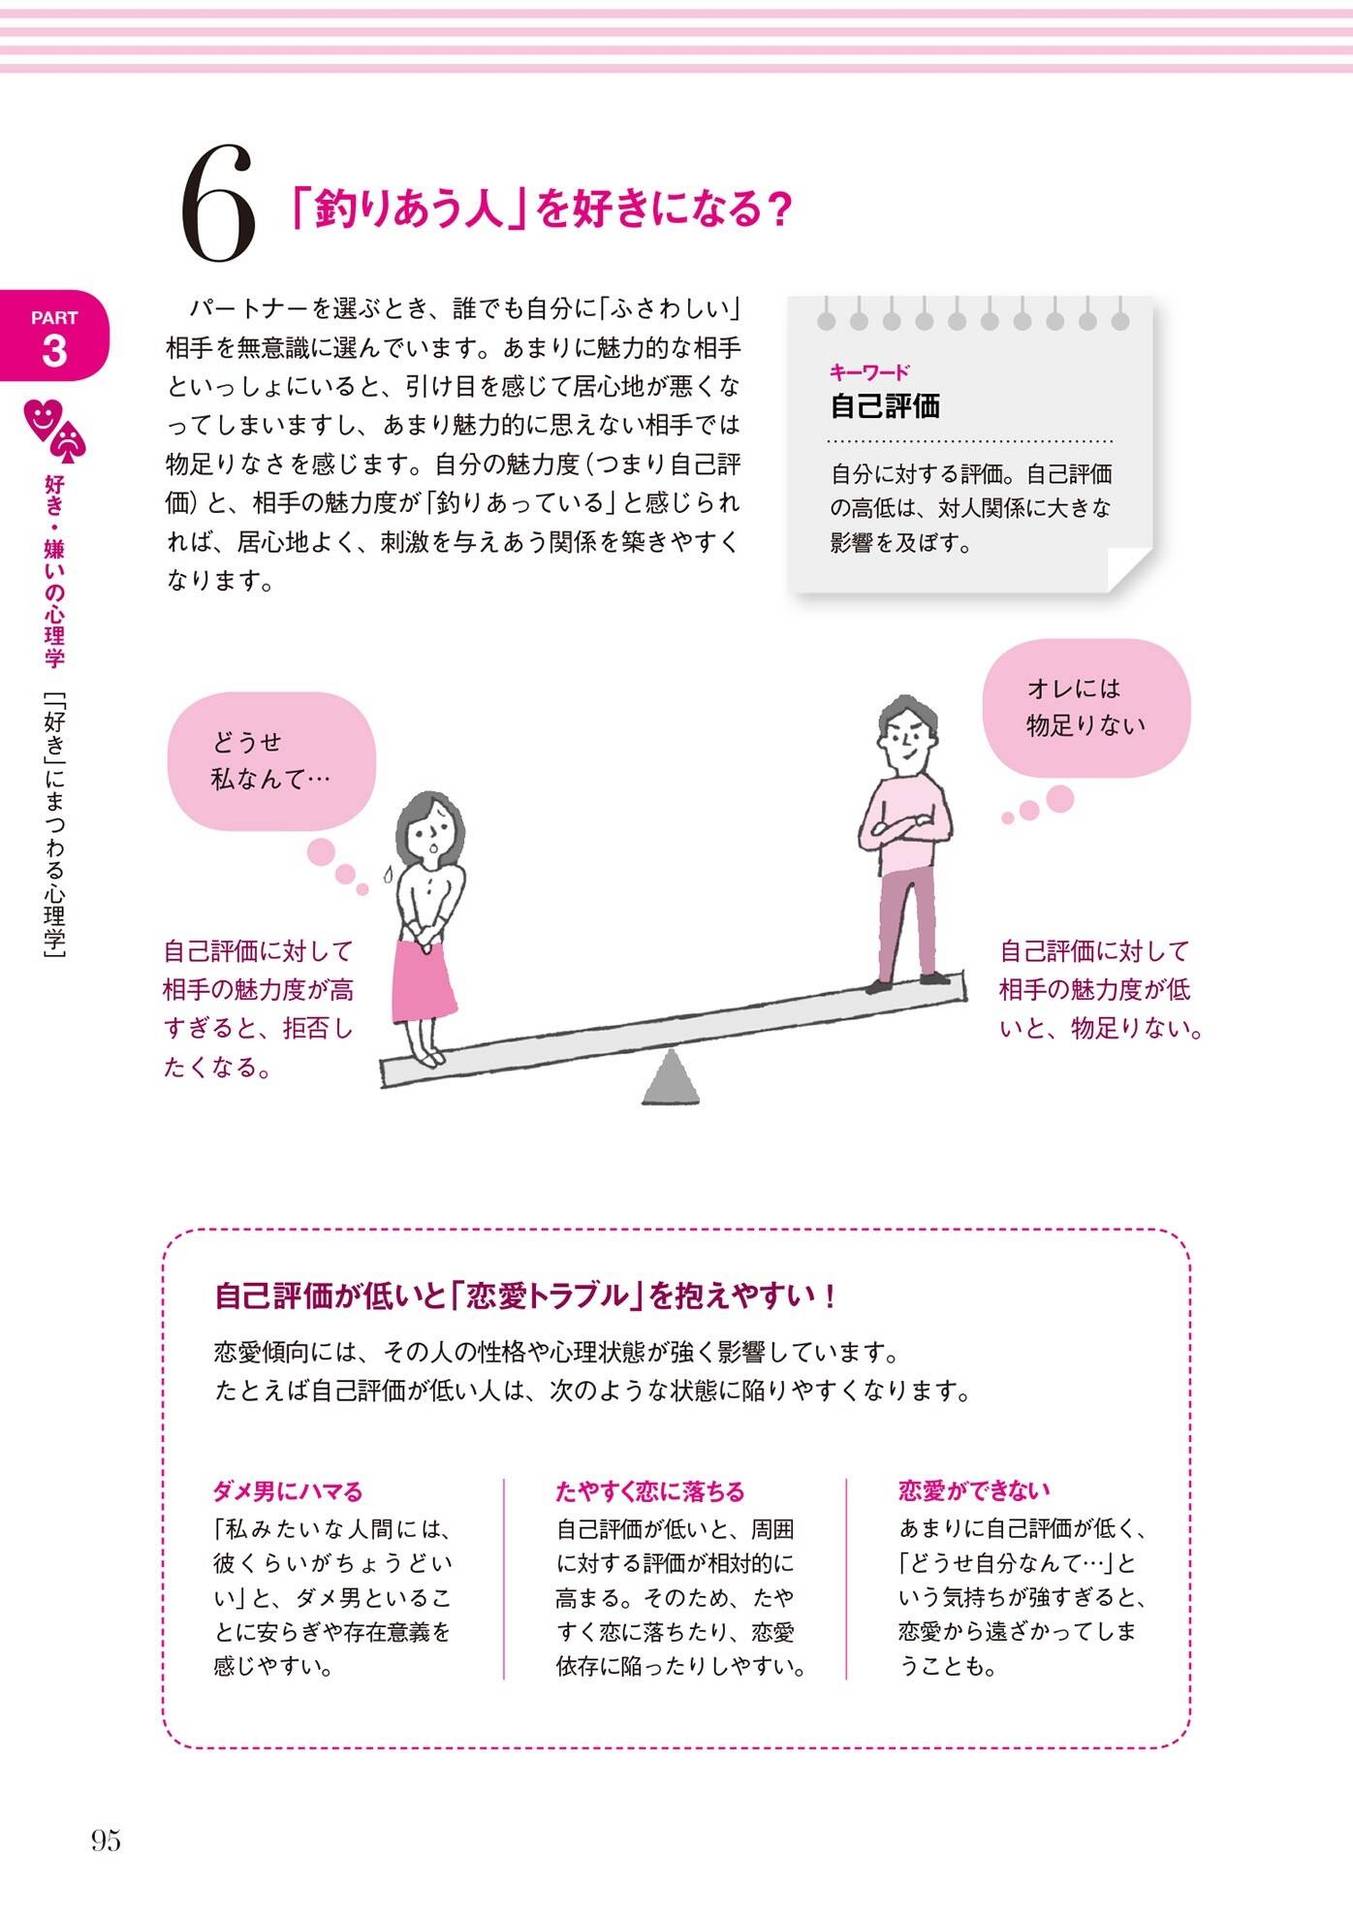 6
「釣りあう人」を好きになる？
パートナーを選ぶとき、誰でも自分に「ふさわしい」
相手を無意識に選んでいます。あまりに魅力的な相手
といっしょにいると、引け目を感じて居心地が悪くな
ってしまいますし、あまり魅力的に思えない相手では
物足りなさを感じます。自分の魅力度（つまり自己評
価）と、相手の魅力度が「釣りあっている」と感じられ
れば、居心地よく、刺激を与えあう関係を築きやすく
なります。
キーワード
自己評価
自分に対する評価。自己評価
の高低は、対人関係に大きな
影響を及ぼす。
PART
3
好き・嫌いの心理学
［「好き」にまつわる心理学］
どうせ
私なんて…
オレには
物足りない
自己評価に対して
相手の魅力度が高
すぎると、拒否し
たくなる。
自己評価に対して
相手の魅力度が低
いと、物足りない。
自己評価が低いと「恋愛トラブル」を抱えやすい！
恋愛傾向には、その人の性格や心理状態が強く影響しています。
たとえば自己評価が低い人は、次のような状態に陥りやすくなります。
ダメ男にハマる
「私みたいな人間には、
彼くらいがちょうどい
い」と、ダメ男といるこ
とに安らぎや存在意義を
感じやすい。
たやすく恋に落ちる
自己評価が低いと、周囲
に対する評価が相対的に
高まる。そのため、たや
すく恋に落ちたり、恋愛
依存に陥ったりしやすい。
恋愛ができない
あまりに自己評価が低く、
「どうせ自分なんて…」と
いう気持ちが強すぎると、
恋愛から遠ざかってしま
うことも。
95